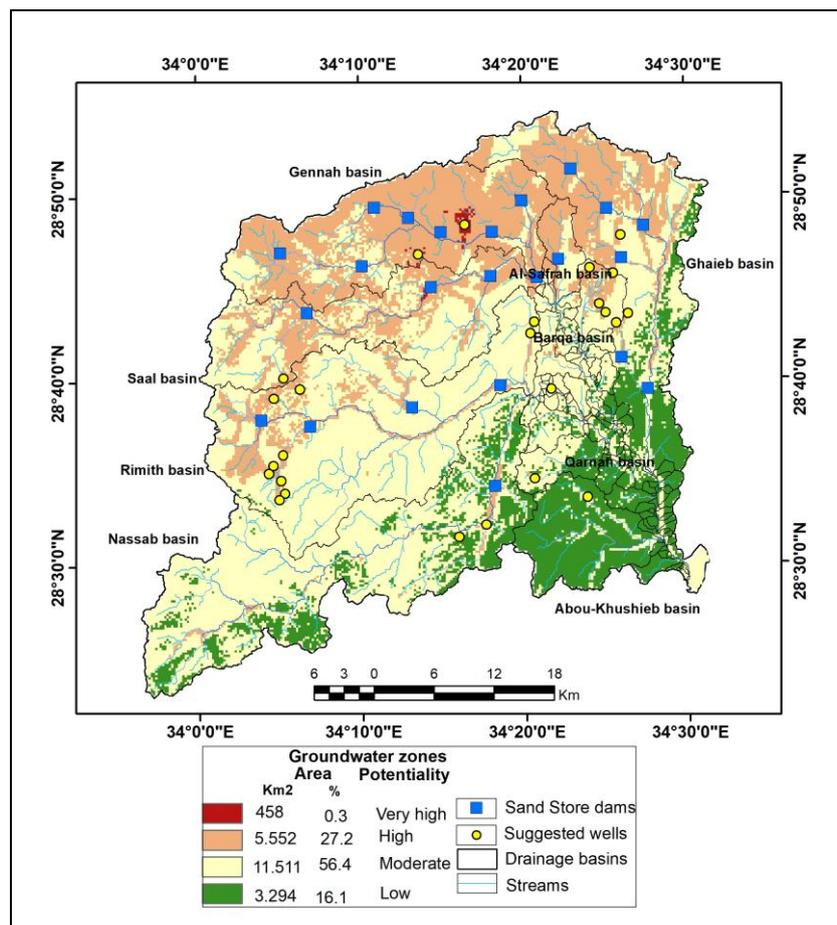 34°0'0"E 34°10'0"E 34°20'0"E 34°30'0"E
Gennah basin
28°50'0"N 28°50'0"N
Ghaieb basin
Al-Safrah basin
Barqa basin
Saal basin
28°40'0"N 28°40'0"N
Rimith basin
Qarnah basin
Nassab basin
28°30'0"N 28°30'0"N
Abou-Khushieb basin
6 3 0 6 12 18
Km
34°0'0"E 34°10'0"E 34°20'0"E 34°30'0"E
Groundwater zones
Area Potentiality
Km2 %
458 0.3 Very high
5.552 27.2 High
11.511 56.4 Moderate
3.294 16.1 Low
Sand Store dams
Suggested wells
Drainage basins
Streams